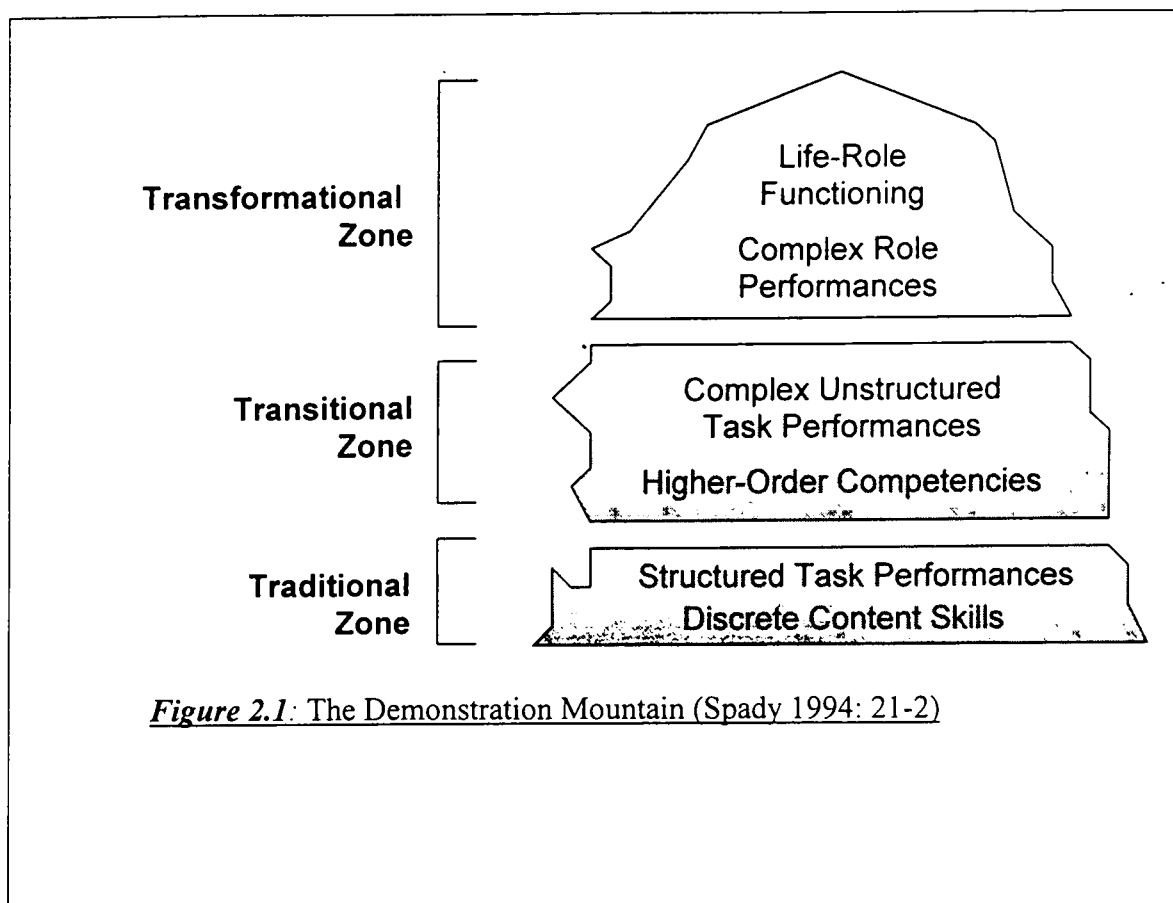 Transformational
Zone
Life-Role
Functioning
Complex Role
Performances
Transitional
Zone
Complex Unstructured
Task Performances
Higher-Order Competencies
Traditional
Zone
Structured Task Performances
Discrete Content Skills
Figure 2.1: The Demonstration Mountain (Spady 1994: 21-2)